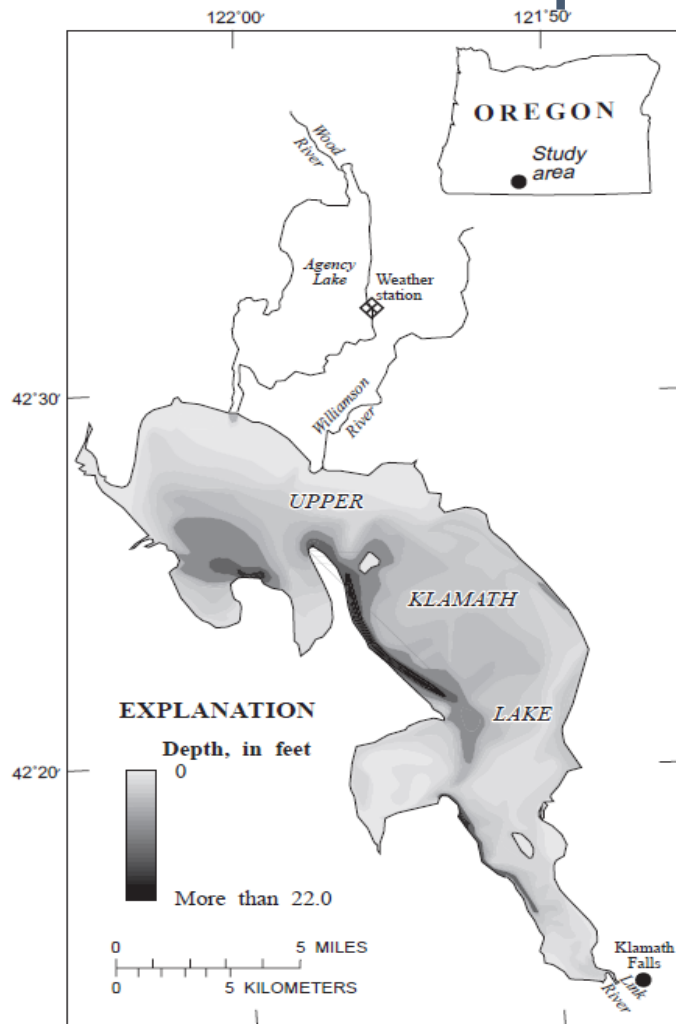 122°00′
121°50′
OREGON
Study
area
Wood
River
Agency
Lake
Weather
station
42°30′
Williamson
River
UPPER
KLAMATH
LAKE
EXPLANATION
Depth, in feet
0
More than 22.0
42°20′
0 5 MILES
0 5 KILOMETERS
Klamath
Falls
Link
River